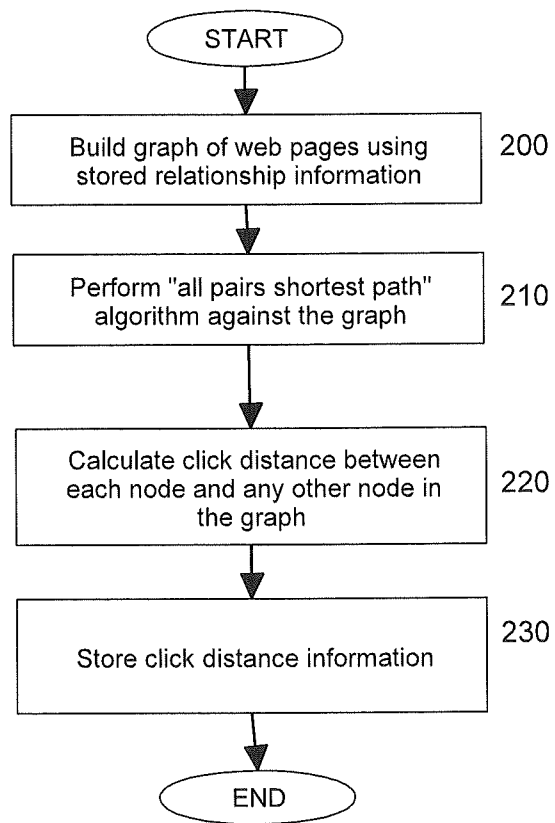 START
Build graph of web pages using
stored relationship information
200
Perform "all pairs shortest path"
algorithm against the graph
210
Calculate click distance between
each node and any other node in
the graph
220
Store click distance information
230
END